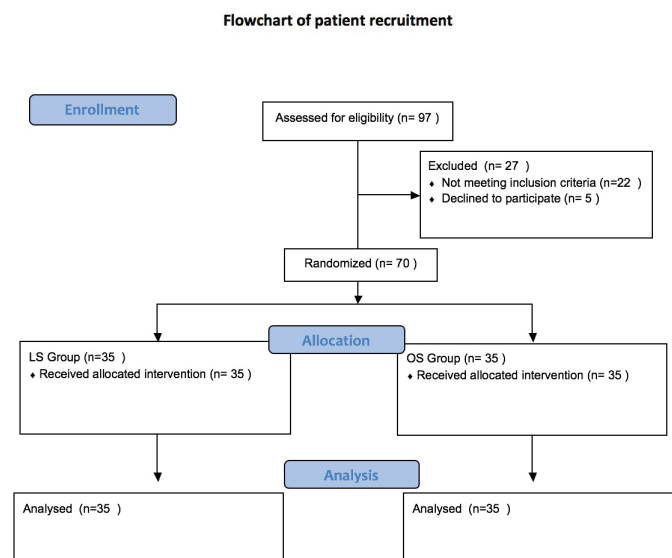 Flowchart of patient recruitment
Enrollment
Assessed for eligibility (n= 97 )
Excluded (n= 27 )
♦ Not meeting inclusion criteria (n=22 )
♦ Declined to participate (n= 5 )
Randomized (n= 70 )
Allocation
LS Group (n=35 )
♦ Received allocated intervention (n= 35 )
OS Group (n= 35 )
♦ Received allocated intervention (n= 35 )
Analysis
Analysed (n=35 )
Analysed (n=35 )